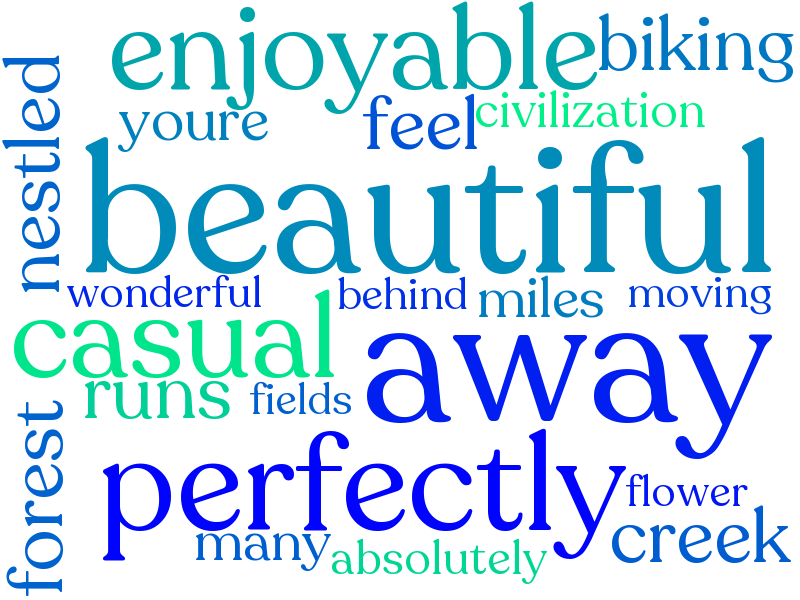 enjoyable
biking
nestled
youre
feel
civilization
beautiful
wonderful
behind
miles
moving
casual
away
runs
fields
forest
perfectly
flower
many
absolutely
creek